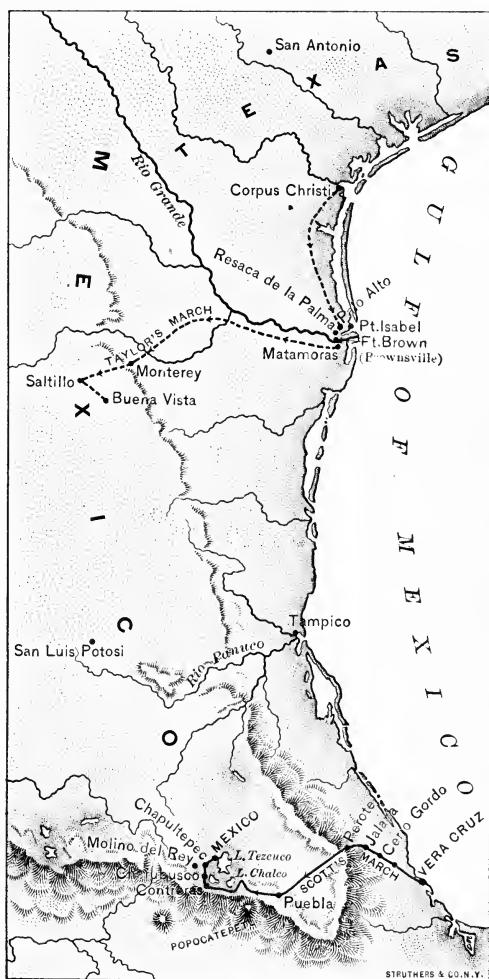 San Antonio
TEXAS
GULF OF MEXICO
MEXICO
Rio Grande
Corpus Christi
Resaca de la Palma
Palo Alto
Pt. Isabel
Ft. Brown
(Brownsville)
Matamoras
TAYLOR'S MARCH
Monterey
Saltillo
Buena Vista
Tampico
San Luis Potosi
Rio Panuco
Chapultepec
MEXICO
Molino del Rey
L. Tezcuco
L. Chalco
Churubusco
Contreras
POPOCATEPETL
Puebla
SCOTT'S MARCH
Perote
Jalapa
Cerro Gordo
VERA CRUZ
STRUTHERS & CO. N.Y.